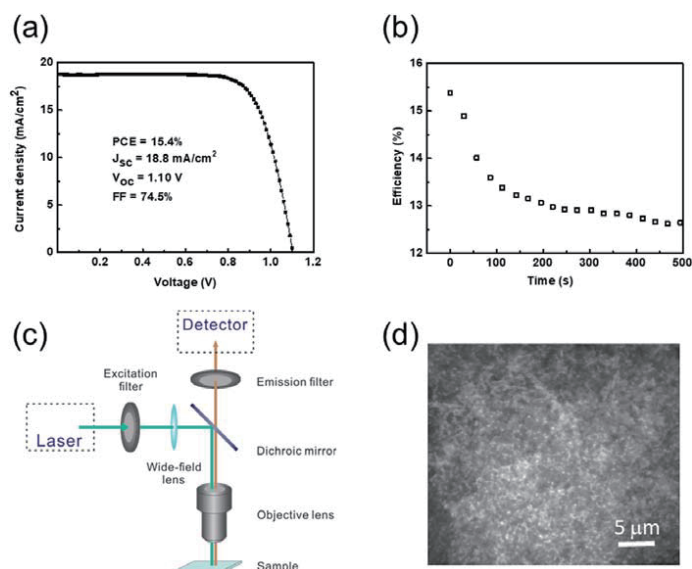 (a)
20
15
10
5
0
Current density (mA/cm²)
PCE = 15.4%
J_SC = 18.8 mA/cm²
V_OC = 1.10 V
FF = 74.5%
0.2 0.4 0.6 0.8 1.0 1.2
Voltage (V)
(b)
16
15
14
13
12
Efficiency (%)
0 100 200 300 400 500
Time (s)
(c)
Detector
Excitation
filter
Emission filter
Laser
Wide-field
lens
Dichroic mirror
Objective lens
Sample
(d)
5 μm